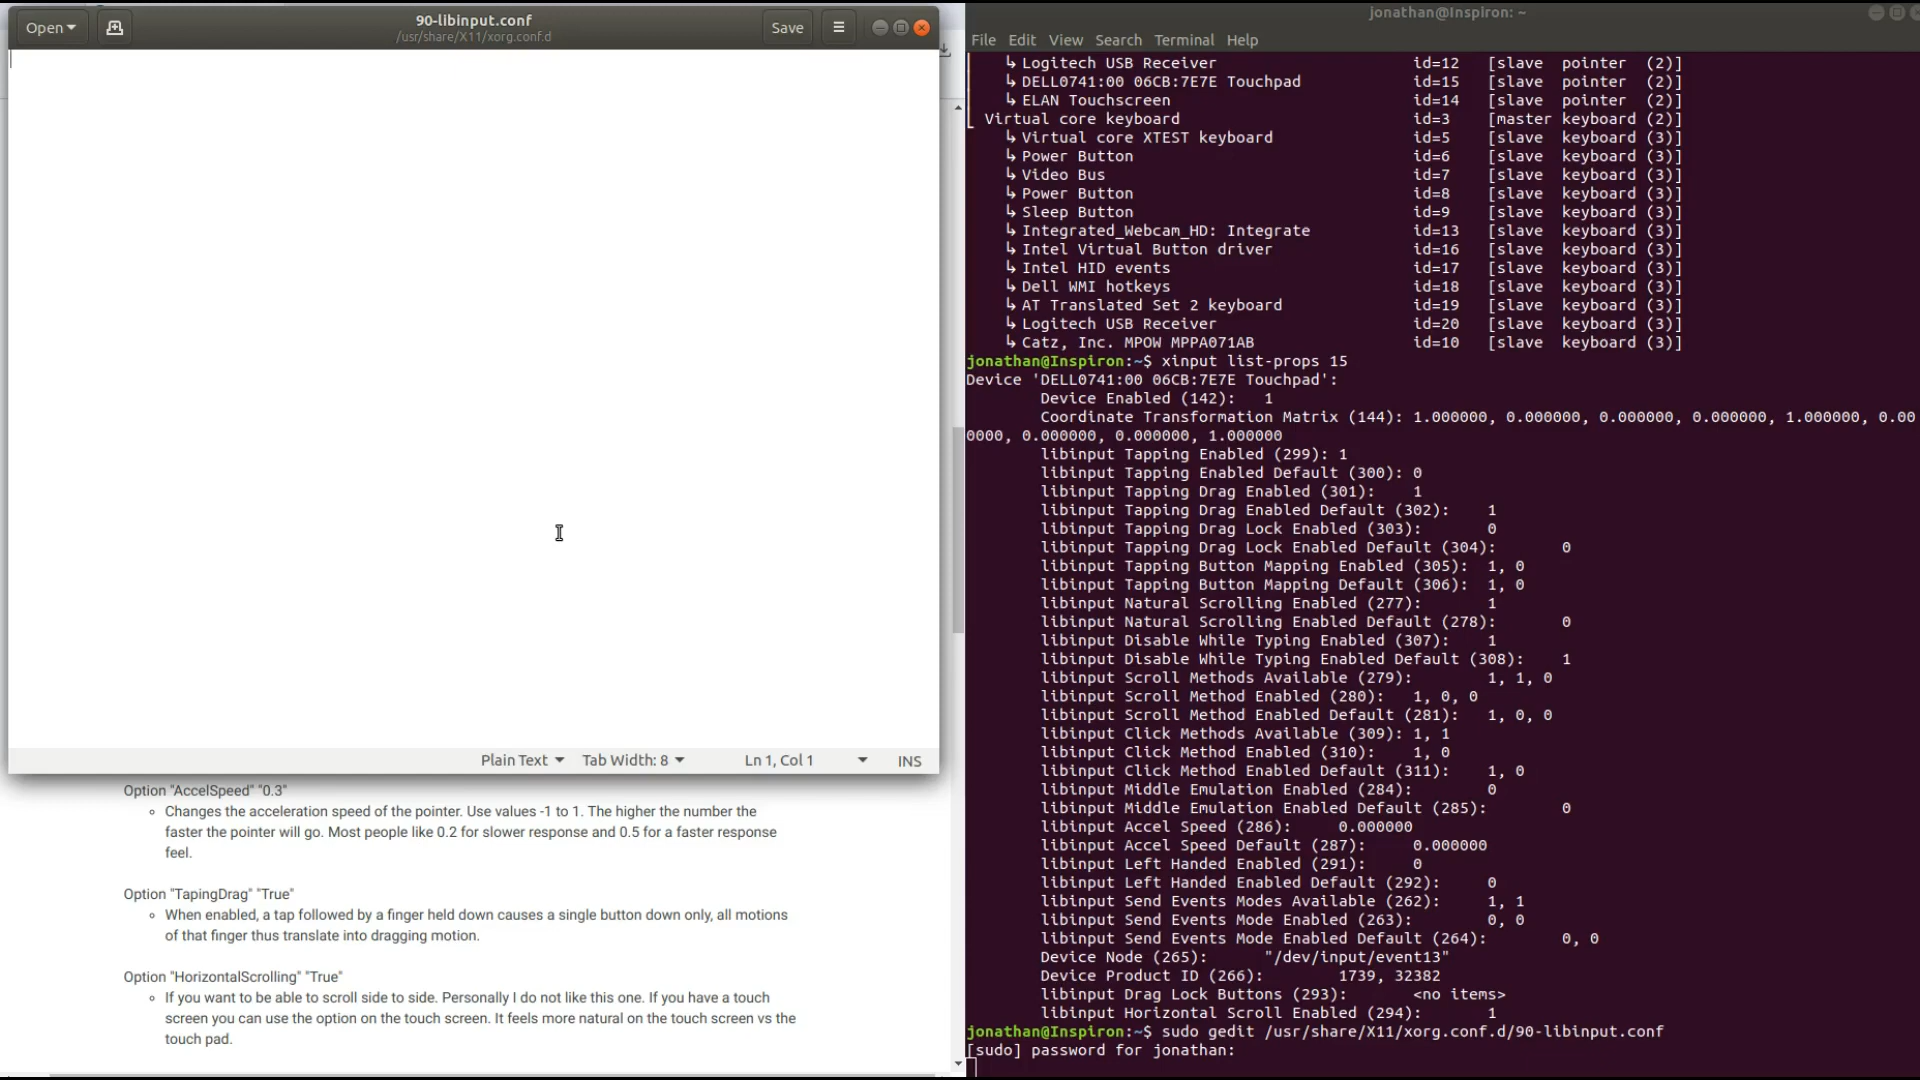 Open
90-libinput.conf
/usr/share/X11/xorg.conf.d
Save
Plain Text
Tab Width: 8
Ln 1, Col 1
INS
Option "AccelSpeed" "0.3"
Changes the acceleration speed of the pointer. Use values -1 to 1. The higher the number the
faster the pointer will go. Most people like 0.2 for slower response and 0.5 for a faster response
feel.
Option "TapingDrag" "True"
When enabled, a tap followed by a finger held down causes a single button down only, all motions
of that finger thus translate into dragging motion.
Option "HorizontalScrolling" "True"
If you want to be able to scroll side to side. Personally I do not like this one. If you have a touch
screen you can use the option on the touch screen. It feels more natural on the touch screen vs the
touch pad.
jonathan@Inspiron: ~
File Edit View Search Terminal Help
↳ Logitech USB Receiver id=12 [slave pointer (2)]
↳ DELL0741:00 06CB:7E7E Touchpad id=15 [slave pointer (2)]
↳ ELAN Touchscreen id=14 [slave pointer (2)]
⎣ Virtual core keyboard id=3 [master keyboard (2)]
↳ Virtual core XTEST keyboard id=5 [slave keyboard (3)]
↳ Power Button id=6 [slave keyboard (3)]
↳ Video Bus id=7 [slave keyboard (3)]
↳ Power Button id=8 [slave keyboard (3)]
↳ Sleep Button id=9 [slave keyboard (3)]
↳ Integrated_Webcam_HD: Integrate id=13 [slave keyboard (3)]
↳ Intel Virtual Button driver id=16 [slave keyboard (3)]
↳ Intel HID events id=17 [slave keyboard (3)]
↳ Dell WMI hotkeys id=18 [slave keyboard (3)]
↳ AT Translated Set 2 keyboard id=19 [slave keyboard (3)]
↳ Logitech USB Receiver id=20 [slave keyboard (3)]
↳ Catz, Inc. MPOW MPPA071AB id=10 [slave keyboard (3)]
jonathan@Inspiron:~$ xinput list-props 15
Device 'DELL0741:00 06CB:7E7E Touchpad':
Device Enabled (142): 1
Coordinate Transformation Matrix (144): 1.000000, 0.000000, 0.000000, 0.000000, 1.000000, 0.00
0000, 0.000000, 0.000000, 1.000000
libinput Tapping Enabled (299): 1
libinput Tapping Enabled Default (300): 0
libinput Tapping Drag Enabled (301): 1
libinput Tapping Drag Enabled Default (302): 1
libinput Tapping Drag Lock Enabled (303): 0
libinput Tapping Drag Lock Enabled Default (304): 0
libinput Tapping Button Mapping Enabled (305): 1, 0
libinput Tapping Button Mapping Default (306): 1, 0
libinput Natural Scrolling Enabled (277): 1
libinput Natural Scrolling Enabled Default (278): 0
libinput Disable While Typing Enabled (307): 1
libinput Disable While Typing Enabled Default (308): 1
libinput Scroll Methods Available (279): 1, 1, 0
libinput Scroll Method Enabled (280): 1, 0, 0
libinput Scroll Method Enabled Default (281): 1, 0, 0
libinput Click Methods Available (309): 1, 1
libinput Click Method Enabled (310): 1, 0
libinput Click Method Enabled Default (311): 1, 0
libinput Middle Emulation Enabled (284): 0
libinput Middle Emulation Enabled Default (285): 0
libinput Accel Speed (286): 0.000000
libinput Accel Speed Default (287): 0.000000
libinput Left Handed Enabled (291): 0
libinput Left Handed Enabled Default (292): 0
libinput Send Events Modes Available (262): 1, 1
libinput Send Events Mode Enabled (263): 0, 0
libinput Send Events Mode Enabled Default (264): 0, 0
Device Node (265): "/dev/input/event13"
Device Product ID (266): 1739, 32382
libinput Drag Lock Buttons (293): <no items>
libinput Horizontal Scroll Enabled (294): 1
jonathan@Inspiron:~$ sudo gedit /usr/share/X11/xorg.conf.d/90-libinput.conf
[sudo] password for jonathan: